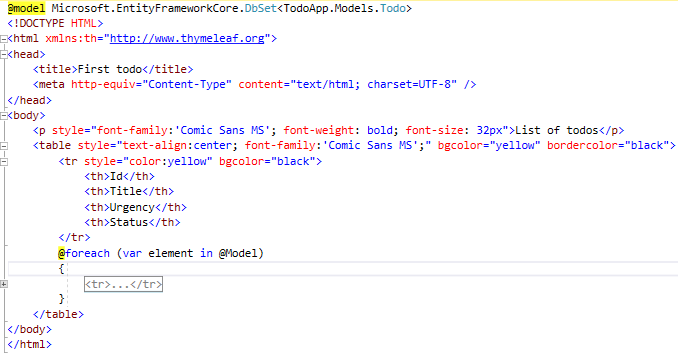 @model Microsoft.EntityFrameworkCore.DbSet<TodoApp.Models.Todo>
<!DOCTYPE HTML>
<html xmlns:th="http://www.thymeleaf.org">
<head>
    <title>First todo</title>
    <meta http-equiv="Content-Type" content="text/html; charset=UTF-8" />
</head>
<body>
    <p style="font-family:'Comic Sans MS'; font-weight: bold; font-size: 32px">List of todos</p>
    <table style="text-align:center; font-family:'Comic Sans MS';" bgcolor="yellow" bordercolor="black">
        <tr style="color:yellow" bgcolor="black">
            <th>Id</th>
            <th>Title</th>
            <th>Urgency</th>
            <th>Status</th>
        </tr>
        @foreach (var element in @Model)
        {
            <tr>...</tr>
        }
    </table>
</body>
</html>